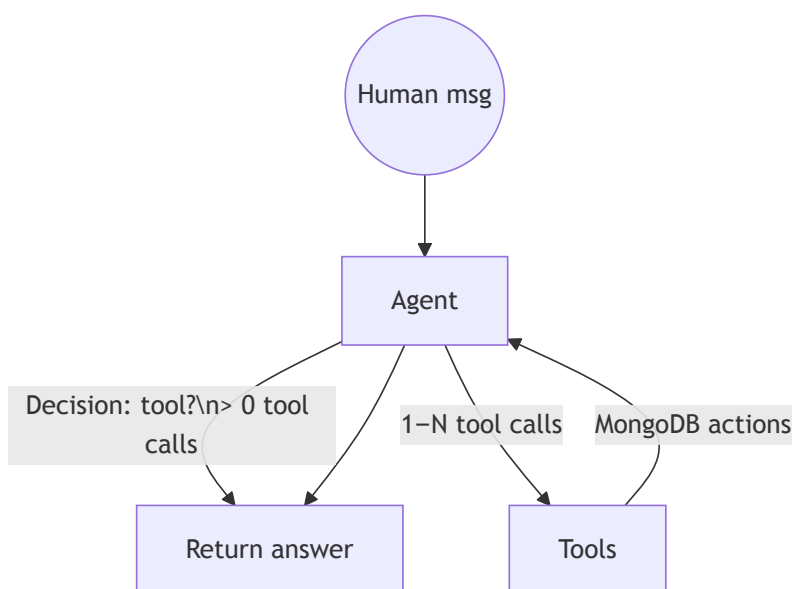 Human msg
Agent
Decision: tool?\n> 0 tool
calls
1–N tool calls
MongoDB actions
Return answer
Tools